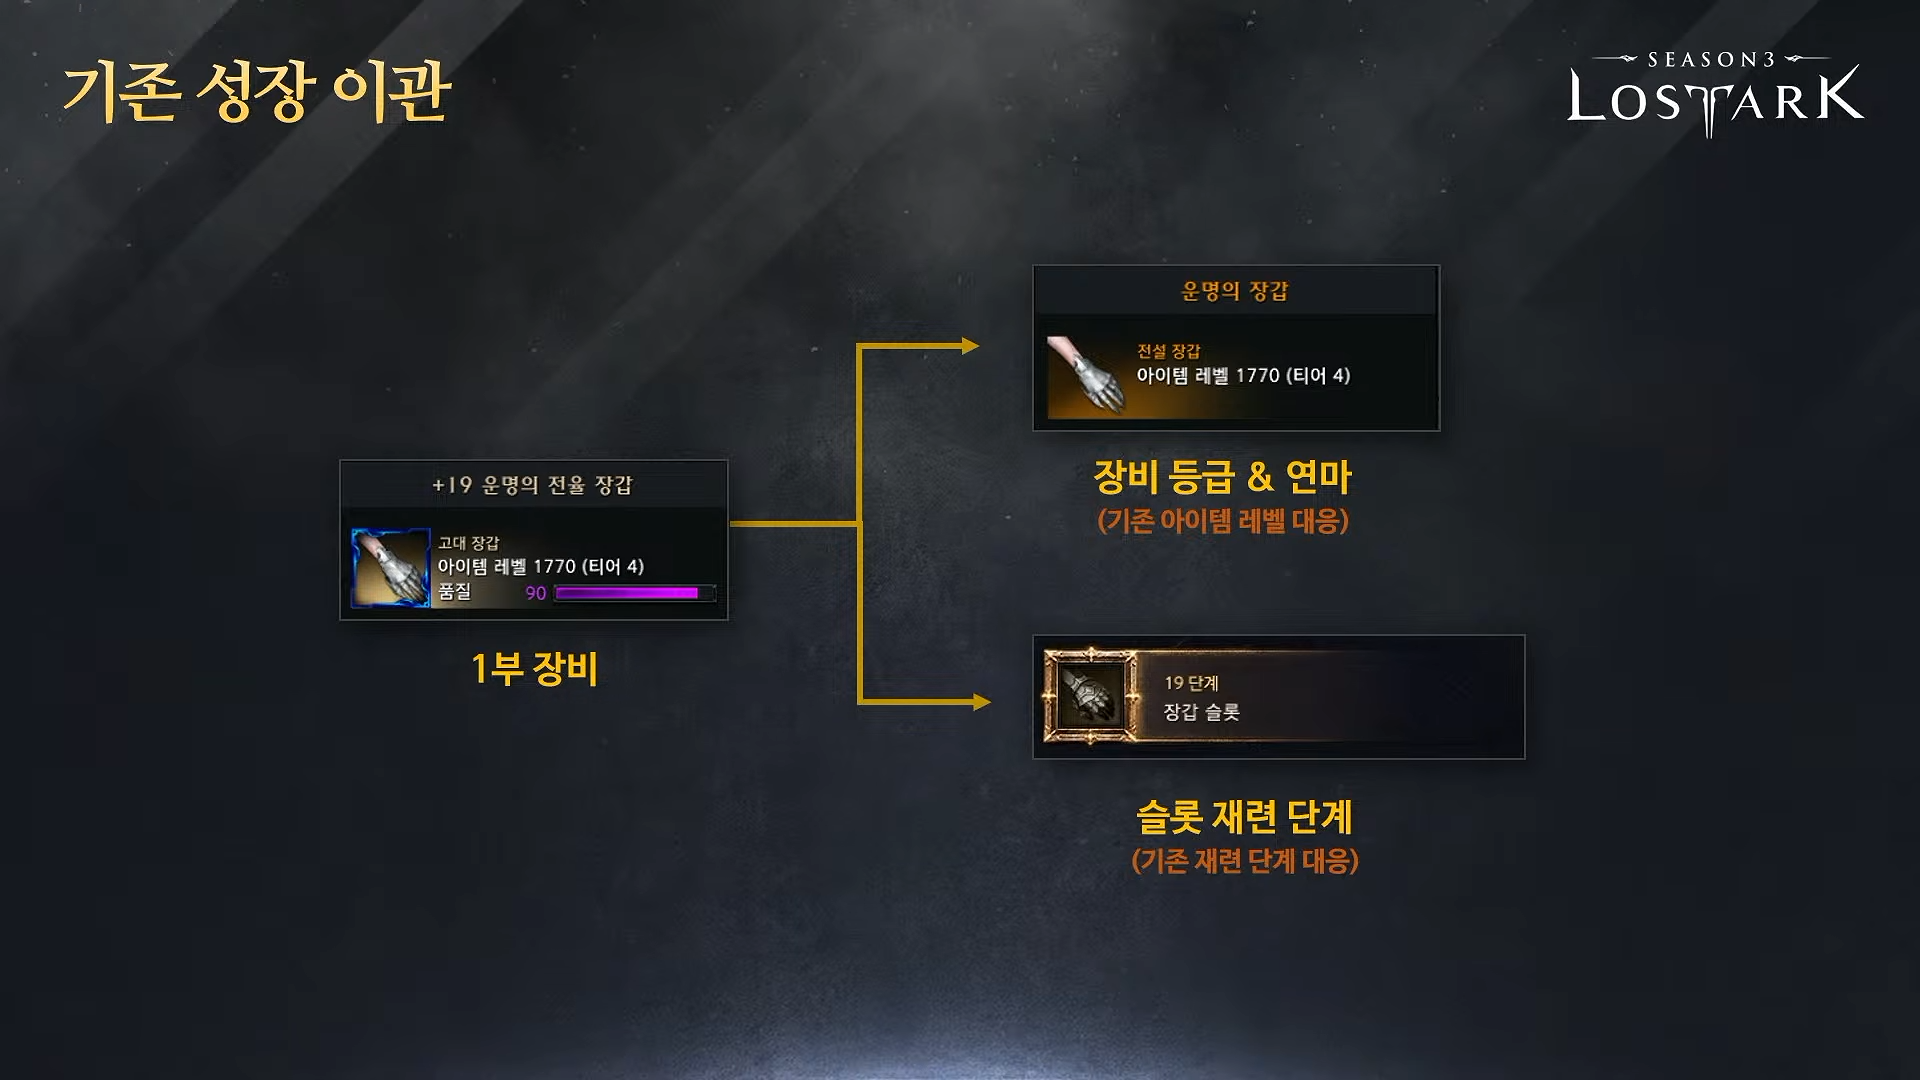 기존 성장 이관
SEASON3
LOSTARK
+19 운명의 전율 장갑
고대 장갑
아이템 레벨 1770 (티어 4)
품질 90
1부 장비
운명의 장갑
전설 장갑
아이템 레벨 1770 (티어 4)
장비 등급 & 연마
(기존 아이템 레벨 대응)
19 단계
장갑 슬롯
슬롯 재련 단계
(기존 재련 단계 대응)